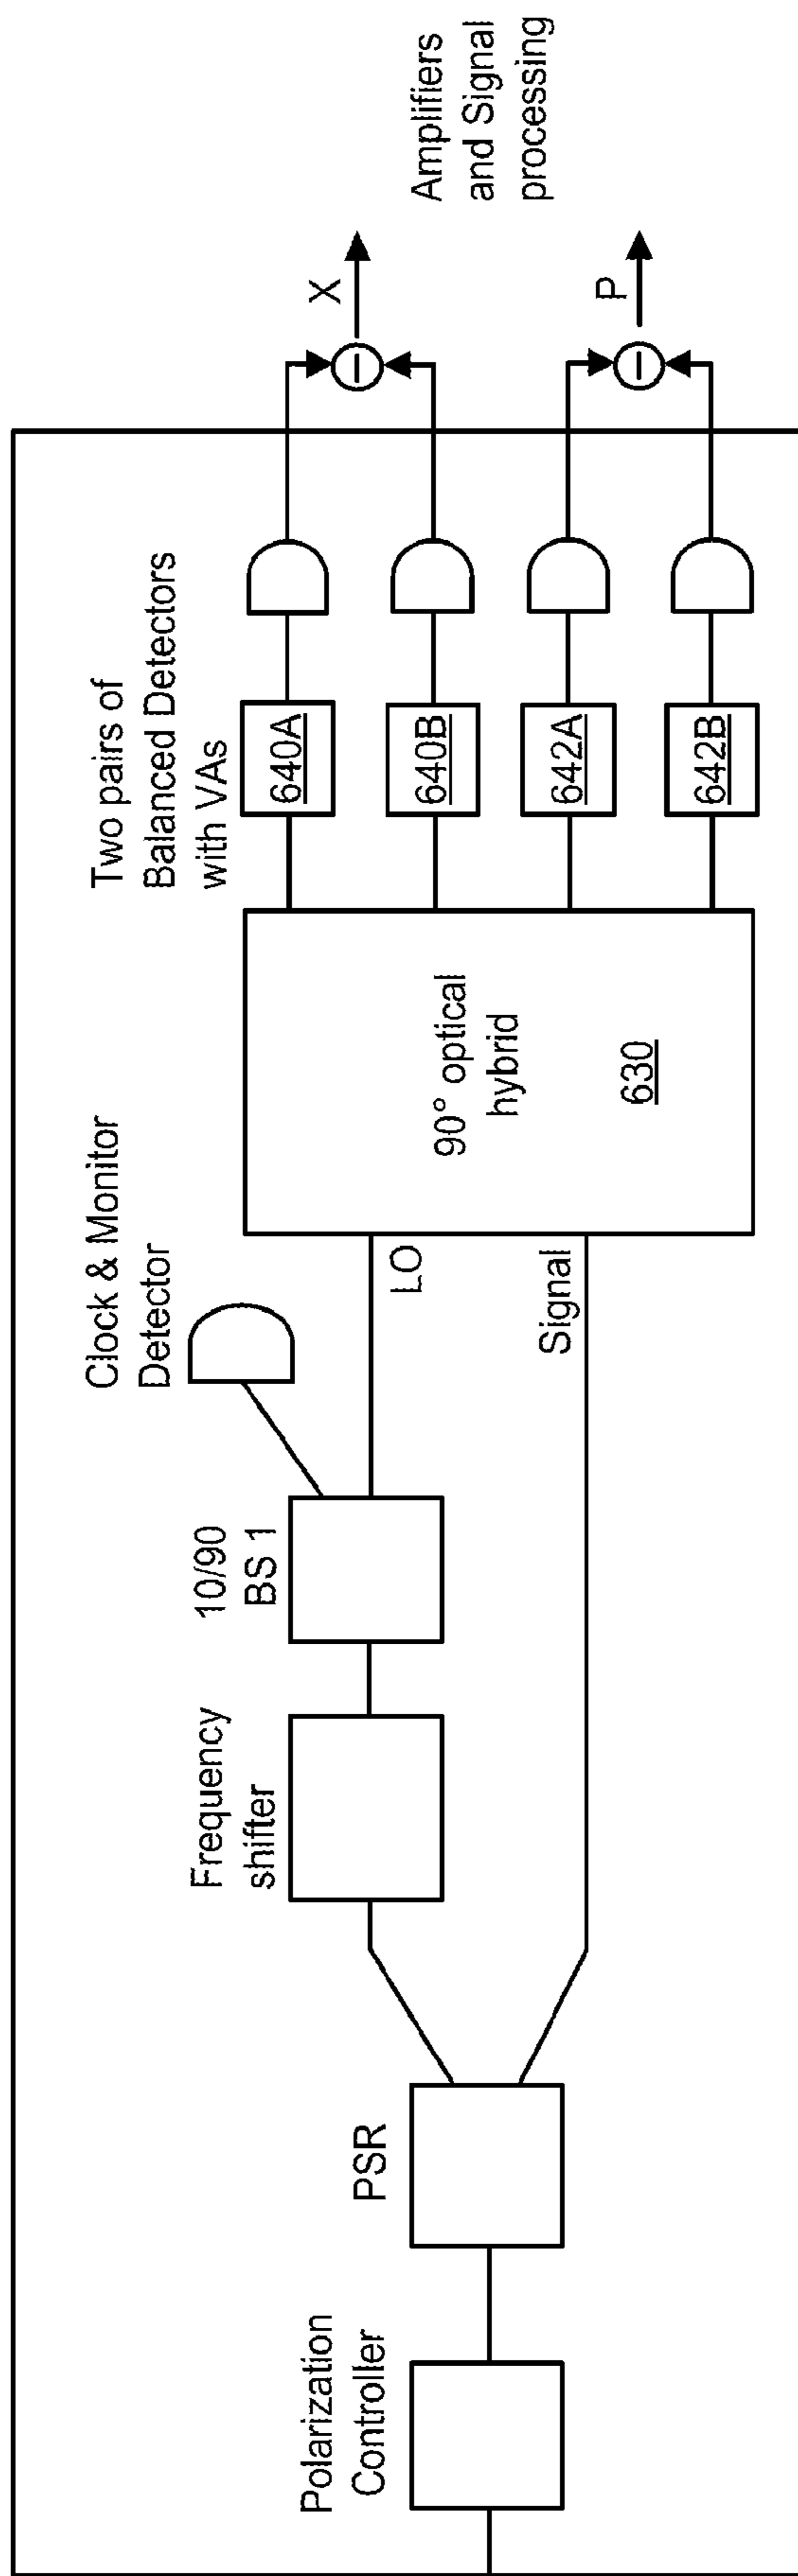 Polarization
Controller
PSR
Frequency
shifter
10/90
BS 1
Clock & Monitor
Detector
LO
Signal
90° optical
hybrid
630
Two pairs of
Balanced Detectors
with VAs
640A
640B
642A
642B
X
P
Amplifiers
and Signal
processing